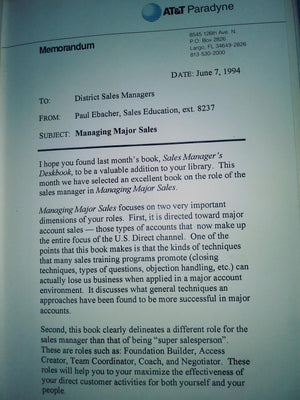 AT&T Paradyne
Memorandum
8545 126th Ave. N.
P.O. Box 2826
Largo, FL 34649-2826
813-530-2000
DATE: June 7, 1994
TO: District Sales Managers
FROM: Paul Ebacher, Sales Education, ext. 8237
SUBJECT: Managing Major Sales
I hope you found last month's book, Sales Manager's
Deskbook, to be a valuable addition to your library. This
month we have selected an excellent book on the role of the
sales manager in Managing Major Sales.
Managing Major Sales focuses on two very important
dimensions of your roles. First, it is directed toward major
account sales — those types of accounts that now make up
the entire focus of the U.S. Direct channel. One of the
points that this book makes is that the kinds of techniques
that many sales training programs promote (closing
techniques, types of questions, objection handling, etc.) can
actually lose us business when applied in a major account
environment. It discusses what general techniques an
approaches have been found to be more successful in major
accounts.
Second, this book clearly delineates a different role for the
sales manager than that of being "super salesperson".
These are roles such as: Foundation Builder, Access
Creator, Team Coordinator, Coach, and Negotiator. These
roles will help you to your maximize the effectiveness of
your direct customer activities for both yourself and your
people.